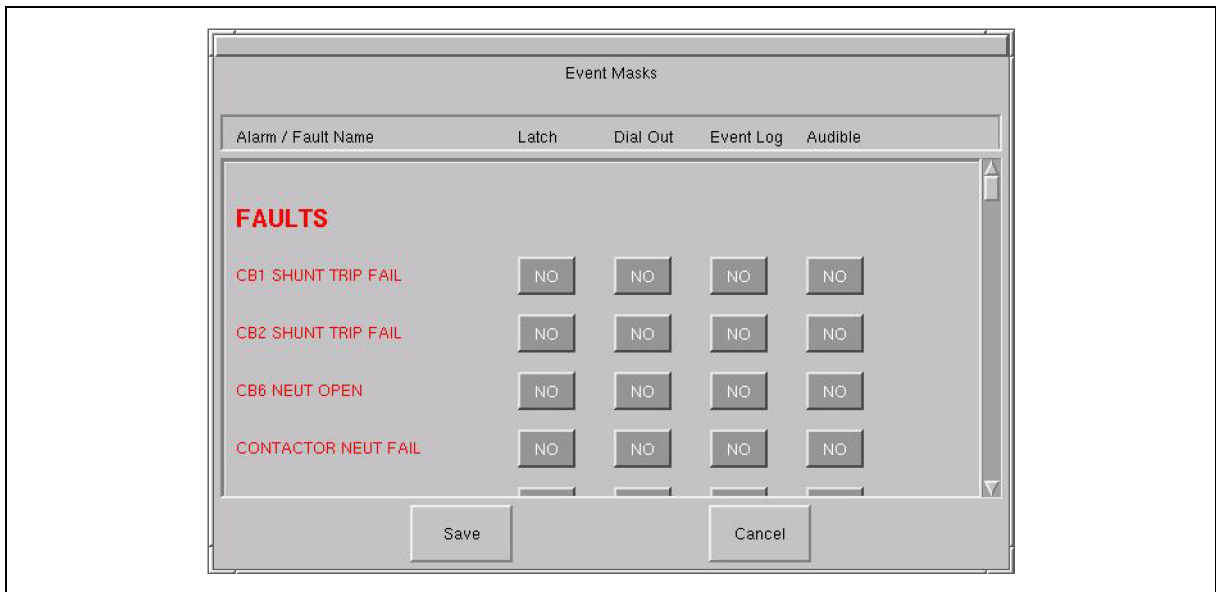 Event Masks
Alarm / Fault Name Latch Dial Out Event Log Audible
FAULTS
CB1 SHUNT TRIP FAIL NO NO NO NO
CB2 SHUNT TRIP FAIL NO NO NO NO
CB6 NEUT OPEN NO NO NO NO
CONTACTOR NEUT FAIL NO NO NO NO
Save Cancel